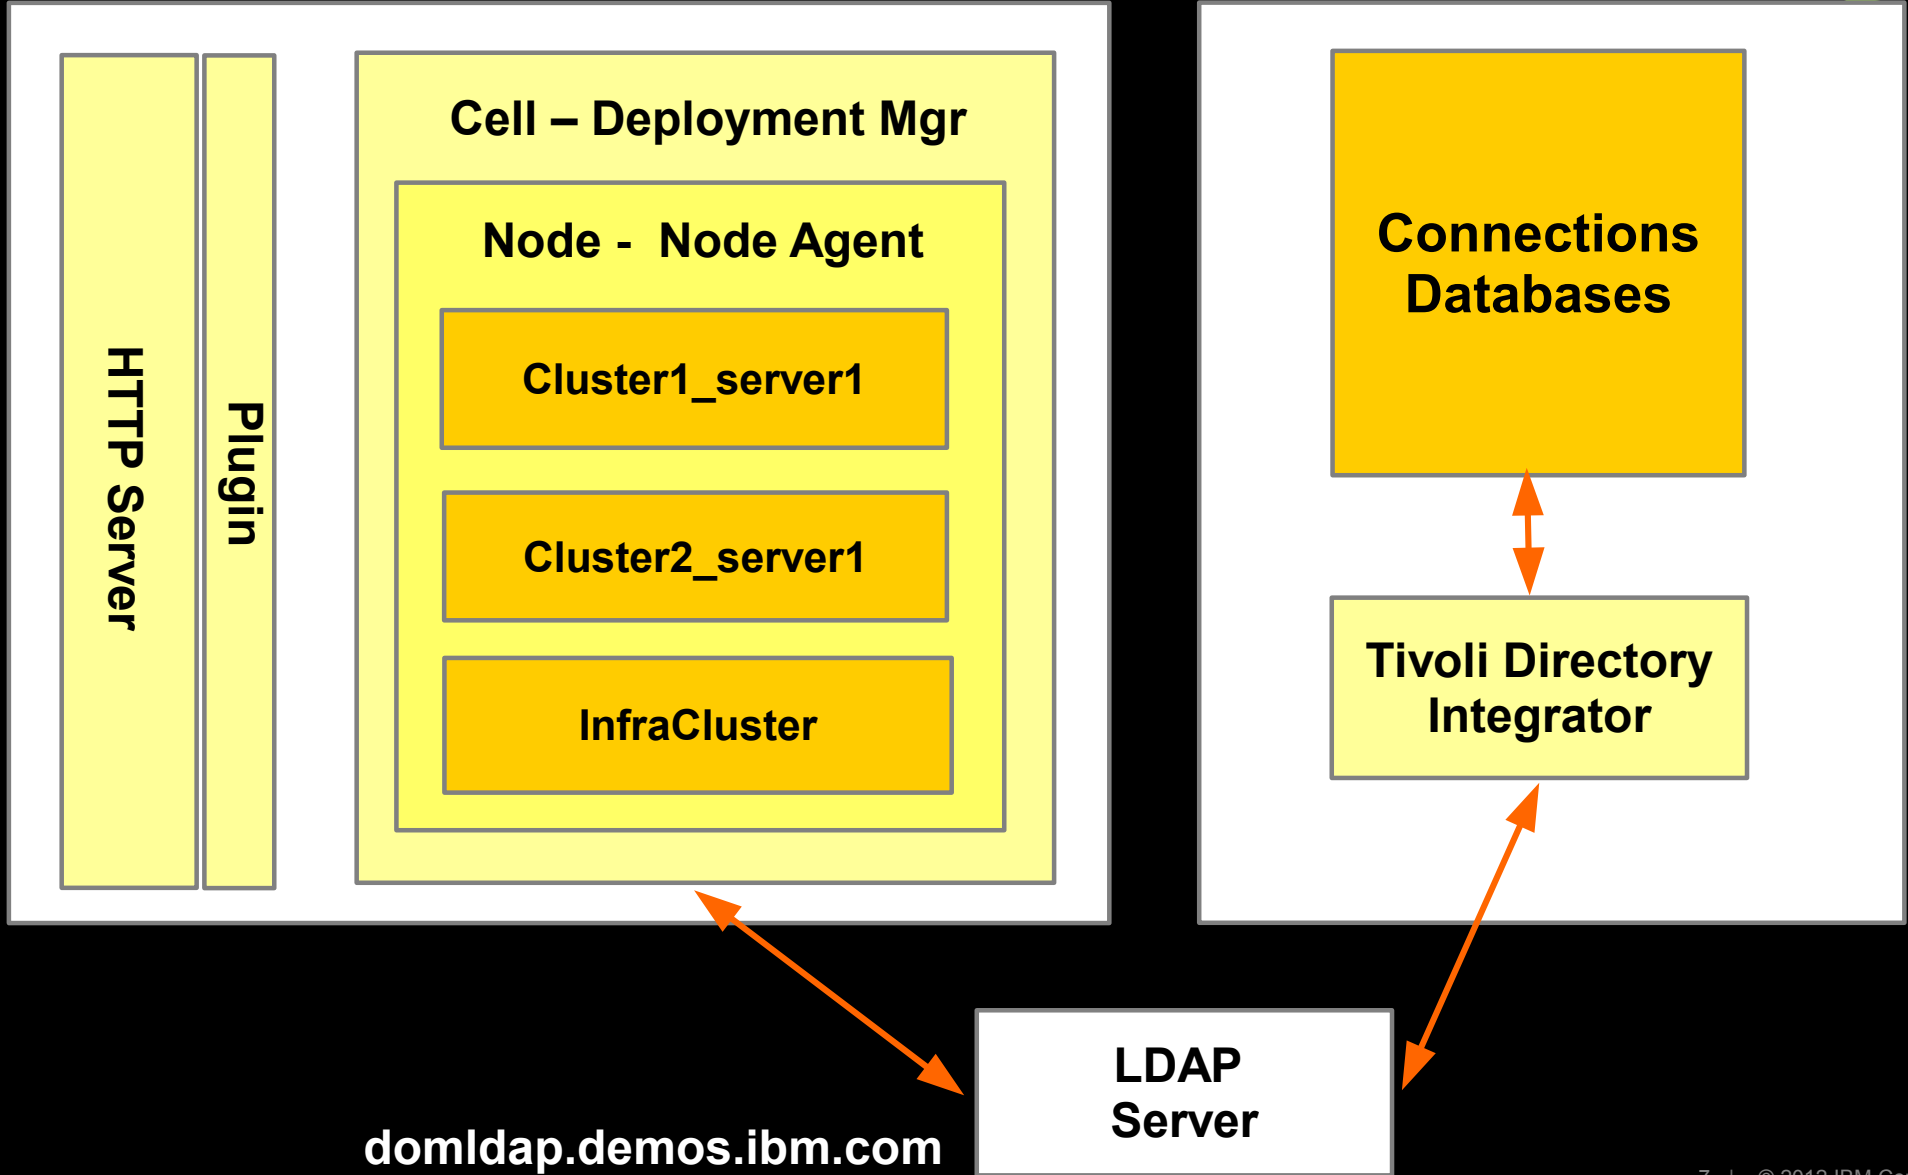 HTTP Server
Plugin
Cell – Deployment Mgr
Node - Node Agent
Cluster1_server1
Cluster2_server1
InfraCluster
Connections
Databases
Tivoli Directory
Integrator
LDAP
Server
domldap.demos.ibm.com